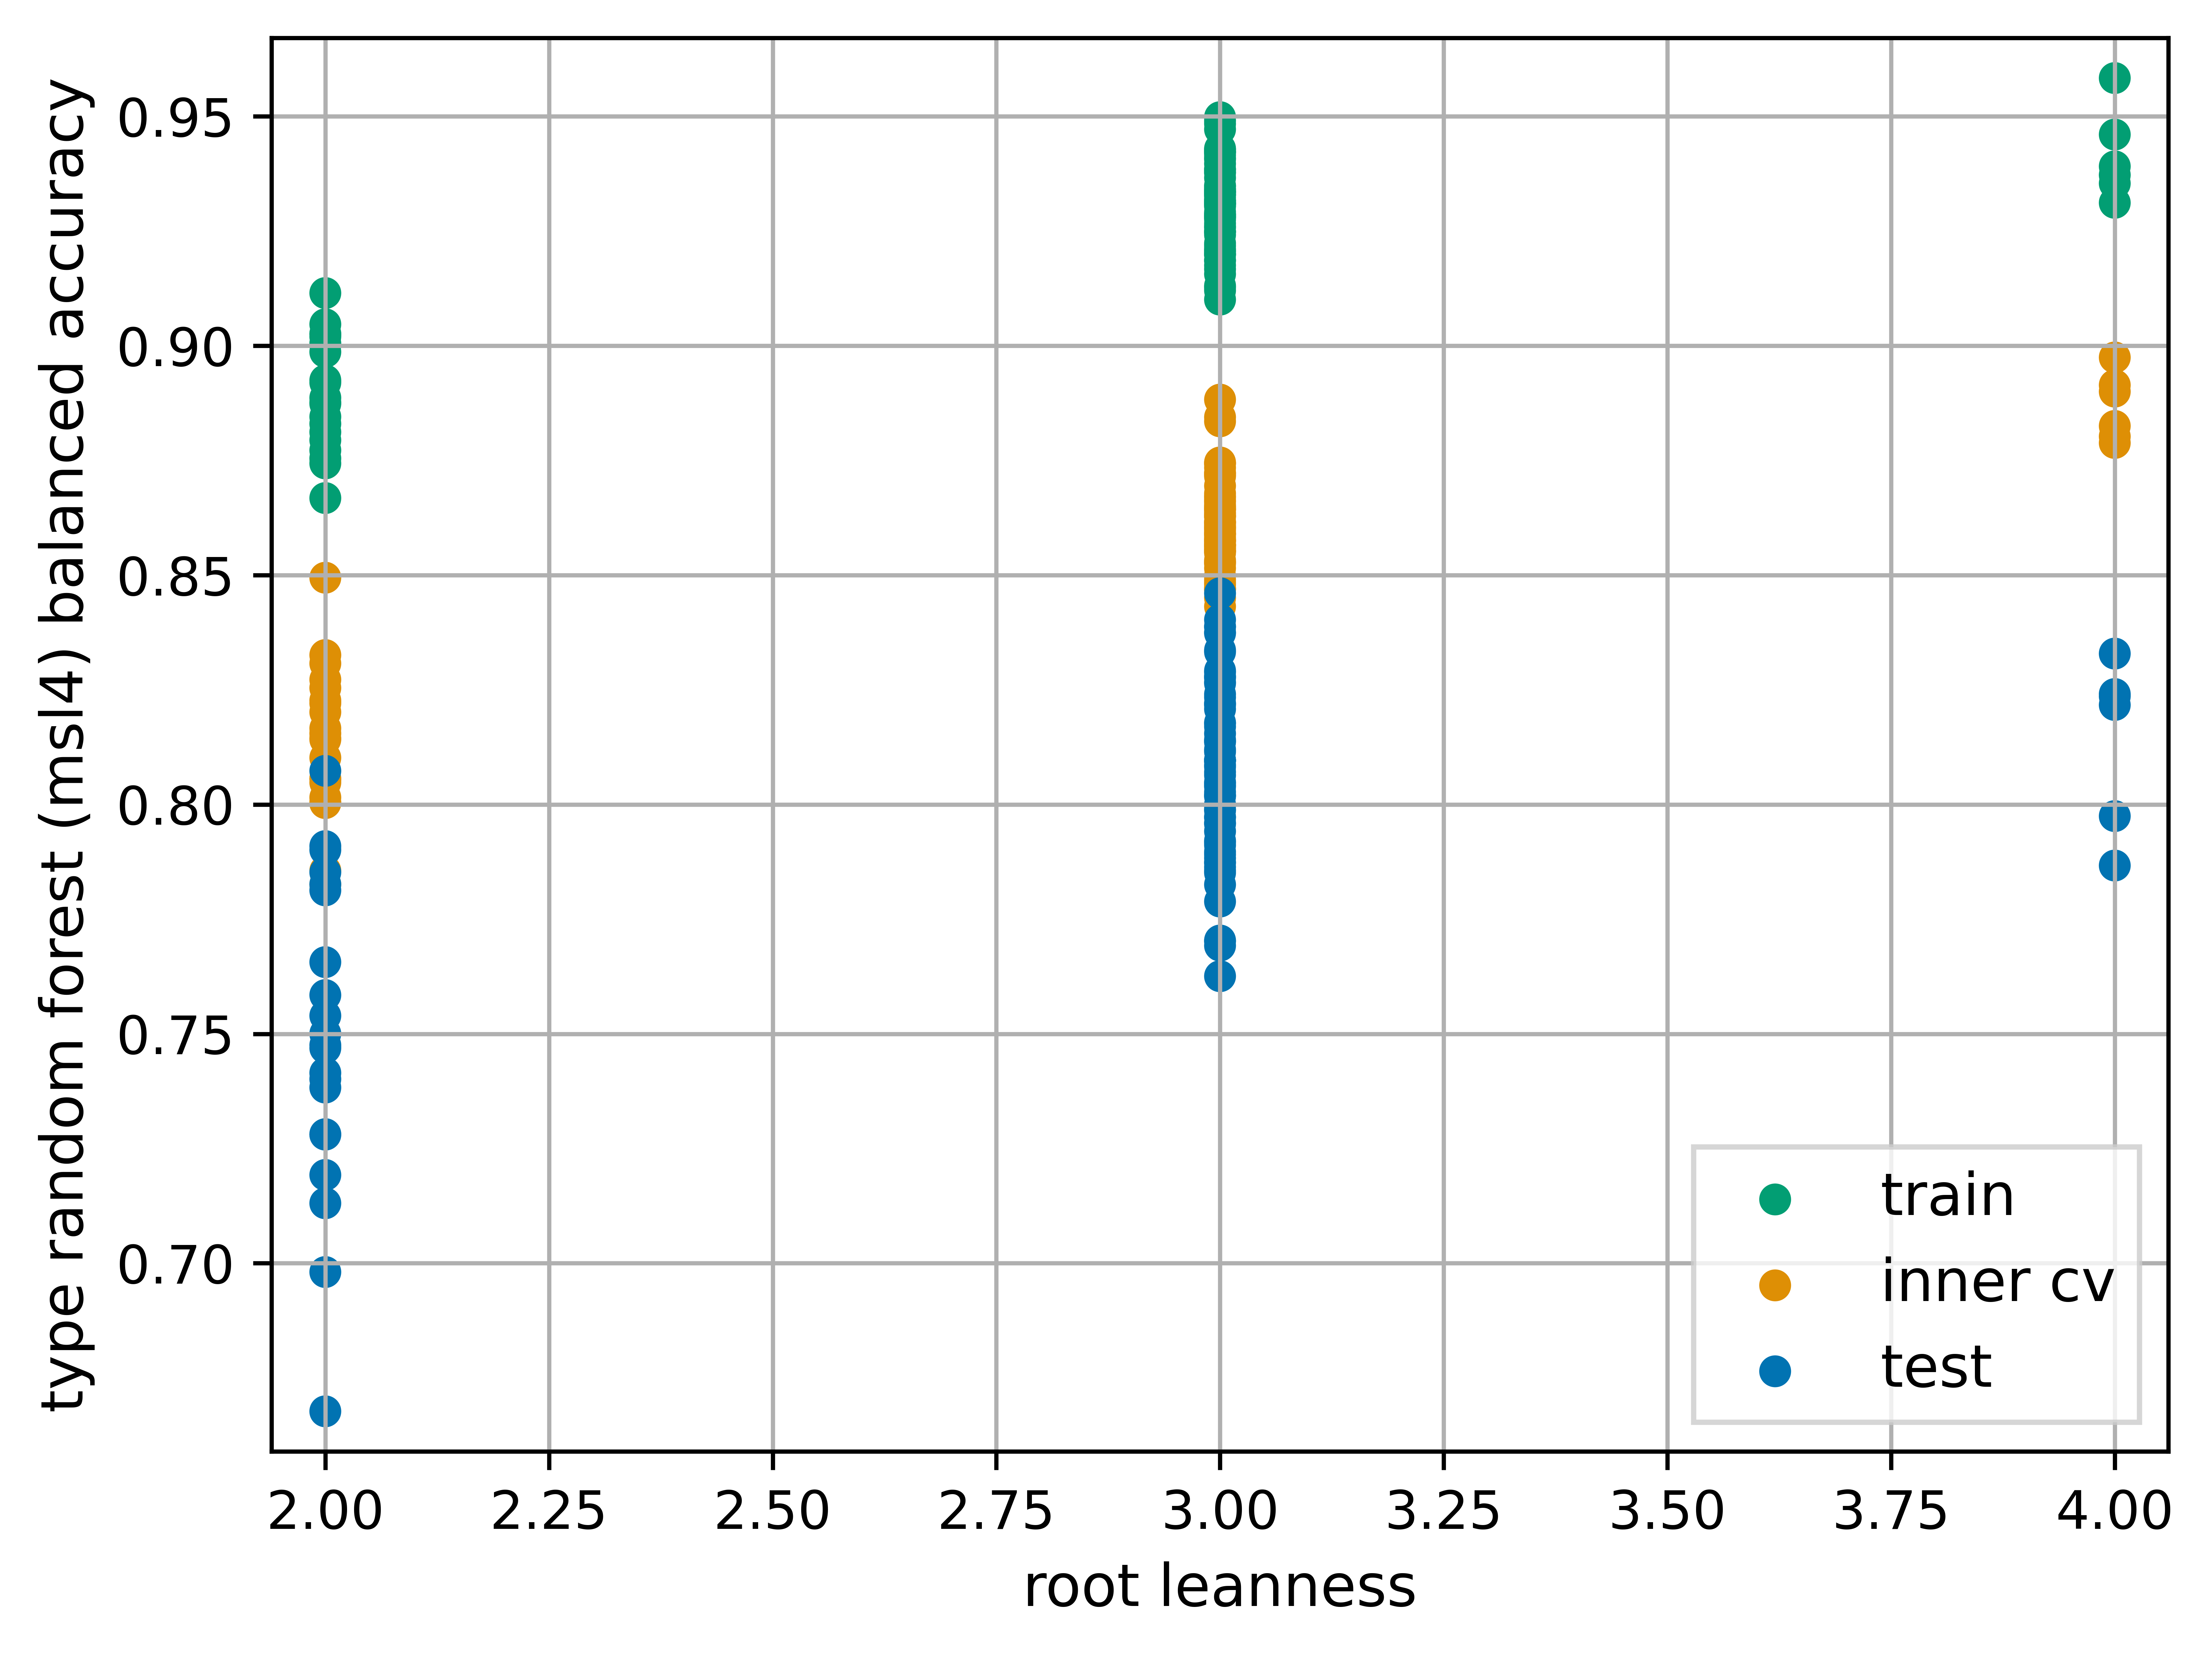 type random forest (msl4) balanced accuracy
0.95
0.90
0.85
0.80
0.75
0.70
train
inner cv
test
2.00 2.25 2.50 2.75 3.00 3.25 3.50 3.75 4.00
root leanness